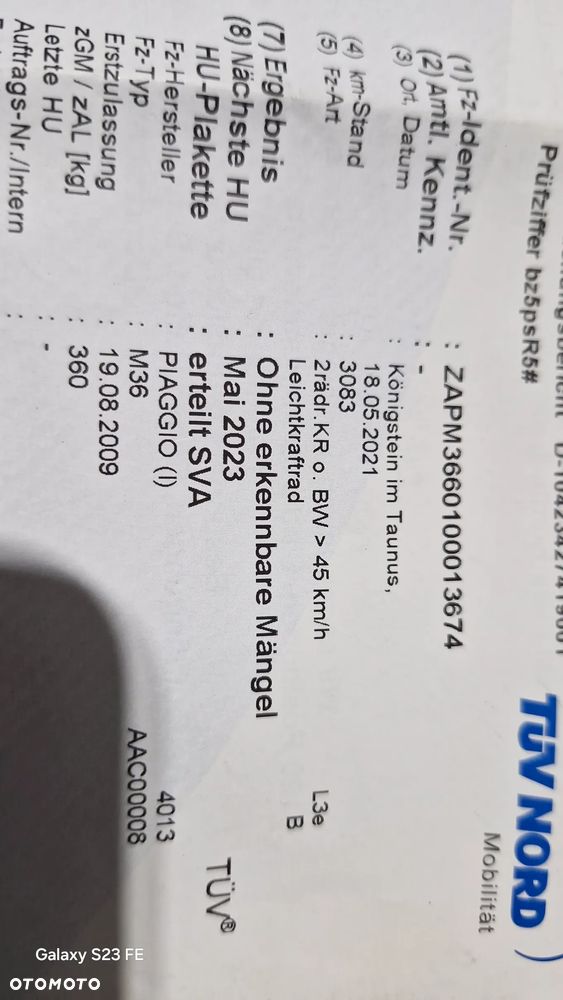 TÜV NORD
Mobilität
Prüfziffer bz5psR5#
(1) Fz-Ident.-Nr. : ZAPM3660100013674
(2) Amtl. Kennz. : -
(3) Ort, Datum : Königstein im Taunus,
18.05.2021
(4) km-Stand : 3083
(5) Fz-Art : 2rädr.KR o. BW > 45 km/h L3e
Leichtkraftrad B
(7) Ergebnis : Ohne erkennbare Mängel
(8) Nächste HU : Mai 2023
HU-Plakette : erteilt SVA TÜV®
Fz-Hersteller : PIAGGIO (I) 4013
Fz-Typ : M36 AAC00008
Erstzulassung : 19.08.2009
zGM / zAL [kg] : 360
Letzte HU : -
Auftrags-Nr./Intern :
Galaxy S23 FE
OTOMOTO